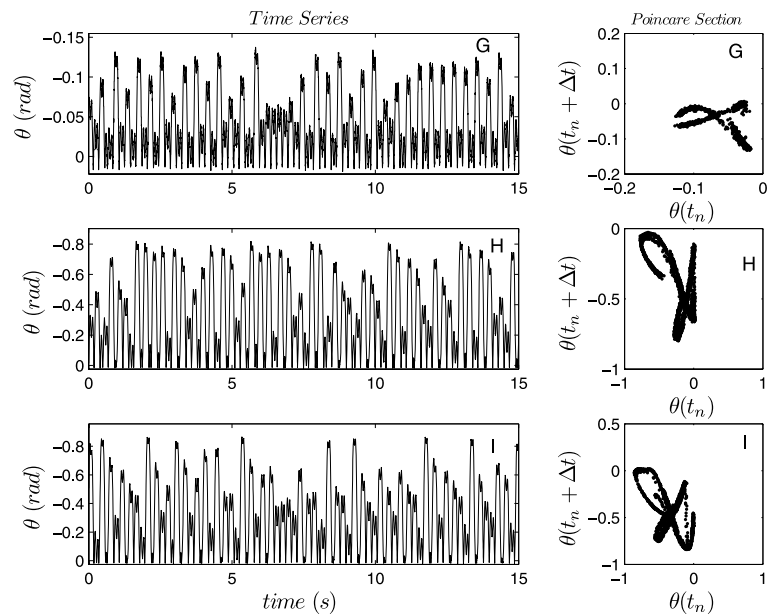 Time Series
Poincare Section
G
−0.15
−0.1
−0.05
0
θ (rad)
0
5
10
15
G
0.2
0.1
0
−0.1
−0.2
θ(t_n + Δt)
−0.2
−0.1
0
θ(t_n)
H
−0.8
−0.6
−0.4
−0.2
0
θ (rad)
0
5
10
15
H
0
−0.5
−1
θ(t_n + Δt)
−1
0
1
θ(t_n)
I
−0.8
−0.6
−0.4
−0.2
0
θ (rad)
0
5
10
15
time (s)
I
0.5
0
−0.5
−1
θ(t_n + Δt)
−1
0
1
θ(t_n)